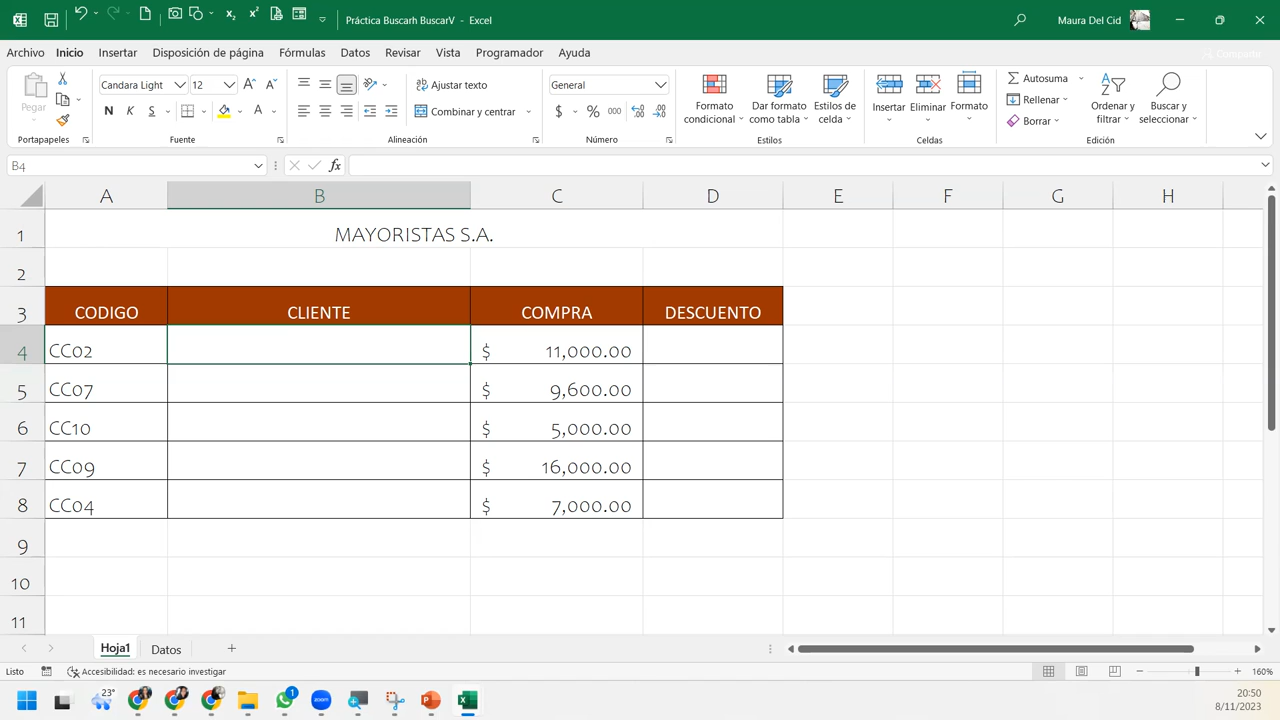 Práctica Buscarh BuscarV - Excel
Maura Del Cid
Archivo Inicio Insertar Disposición de página Fórmulas Datos Revisar Vista Programador Ayuda
Pegar
Portapapeles
Candara Light 12
N K S
Fuente
Ajustar texto
Combinar y centrar
Alineación
General
$ % 000
Número
Formato condicional
Dar formato como tabla
Estilos de celda
Estilos
Insertar
Eliminar
Formato
Celdas
Autosuma
Rellenar
Borrar
Ordenar y filtrar
Buscar y seleccionar
Edición
B4
fx
A B C D E F G H
1 MAYORISTAS S.A.
2
3 CODIGO CLIENTE COMPRA DESCUENTO
4 CC02 $ 11,000.00
5 CC07 $ 9,600.00
6 CC10 $ 5,000.00
7 CC09 $ 16,000.00
8 CC04 $ 7,000.00
9
10
11
Hoja1 Datos
Listo Accesibilidad: es necesario investigar 160%
23°
1
zoom
20:50
8/11/2023